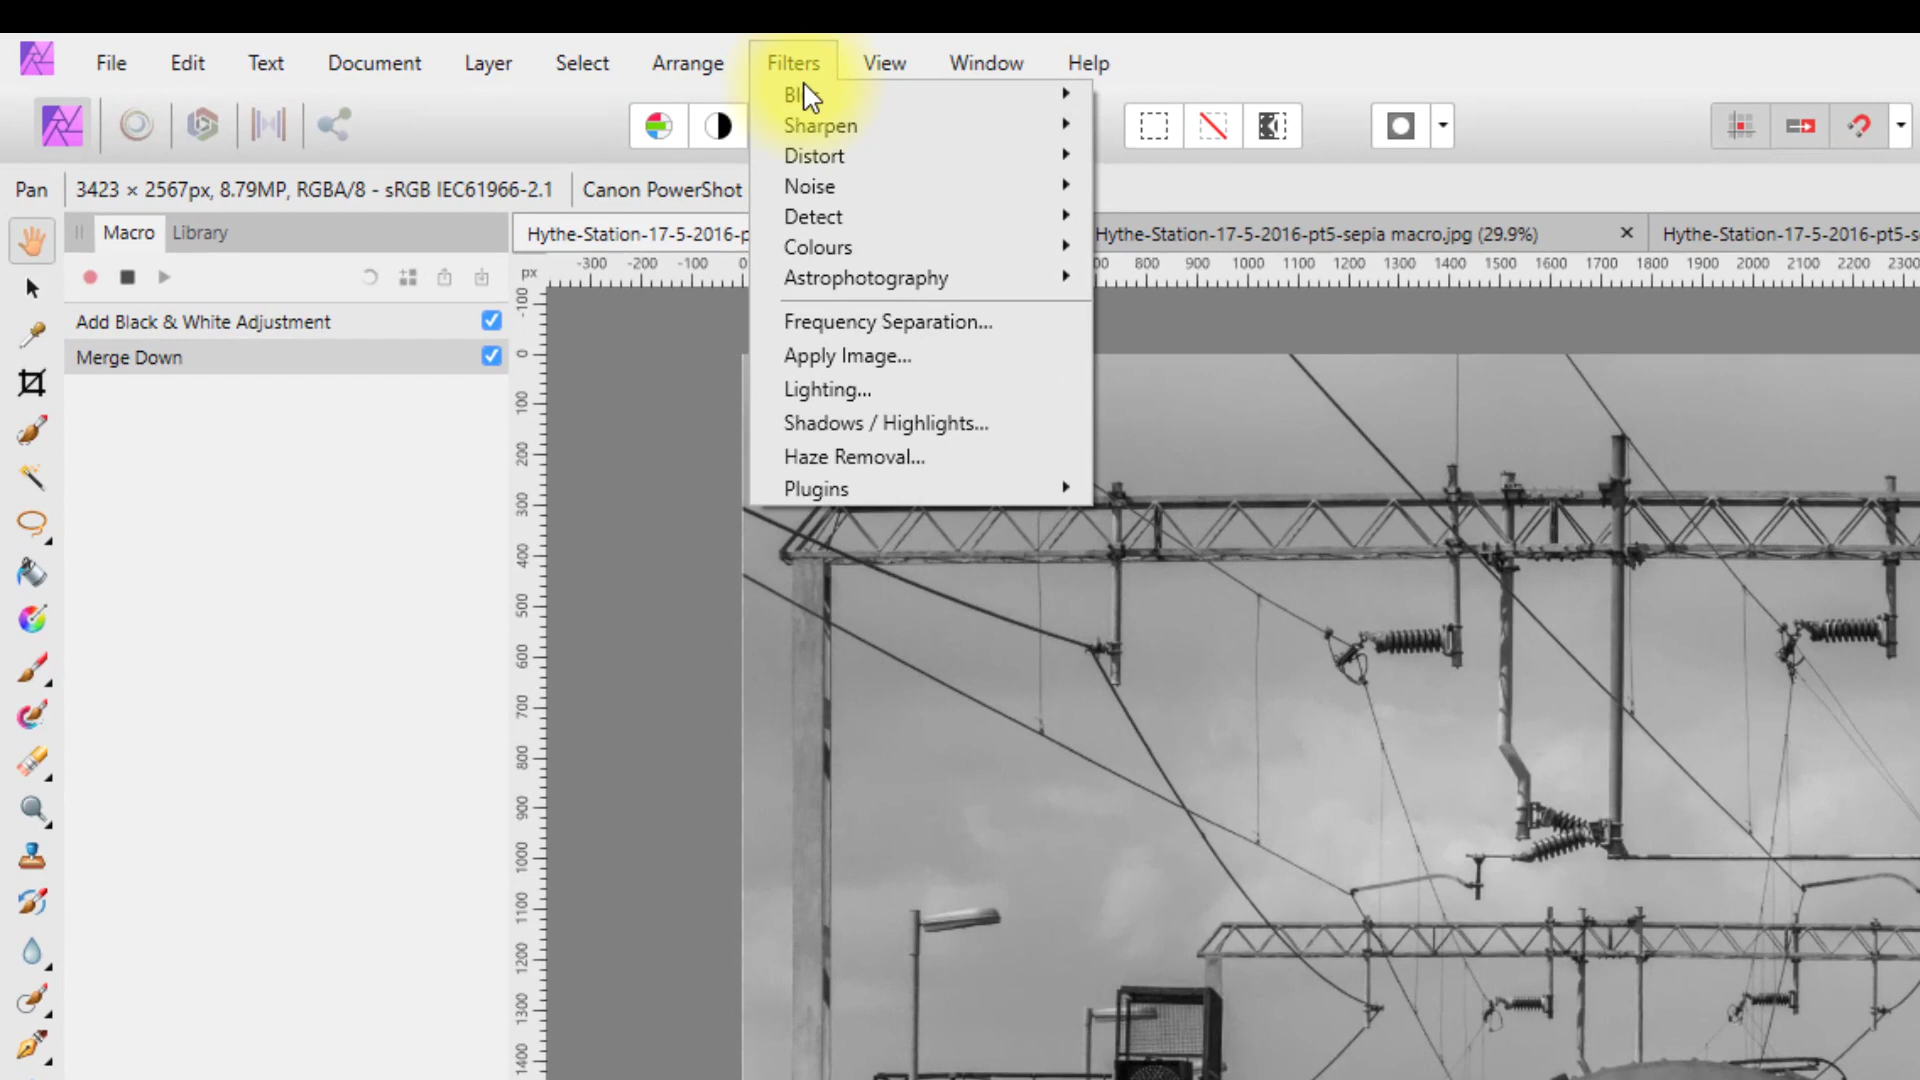 File Edit Text Document Layer Select Arrange Filters View Window Help
Pan 3423 × 2567px, 8.79MP, RGBA/8 - sRGB IEC61966-2.1 Canon PowerShot
Macro Library
Add Black & White Adjustment
Merge Down
Sharpen
Distort
Noise
Detect
Colours
Astrophotography
Frequency Separation...
Apply Image...
Lighting...
Shadows / Highlights...
Haze Removal...
Plugins
Hythe-Station-17-5-2016-p Hythe-Station-17-5-2016-pt5-sepia macro.jpg (29.9%) Hythe-Station-17-5-2016-pt5-s
px -300 -200 -100 0 00 800 900 1000 1100 1200 1300 1400 1500 1600 1700 1800 1900 2000 2100 2200 2300
-100
0
100
200
300
400
500
600
700
800
900
1000
1100
1200
1300
1400